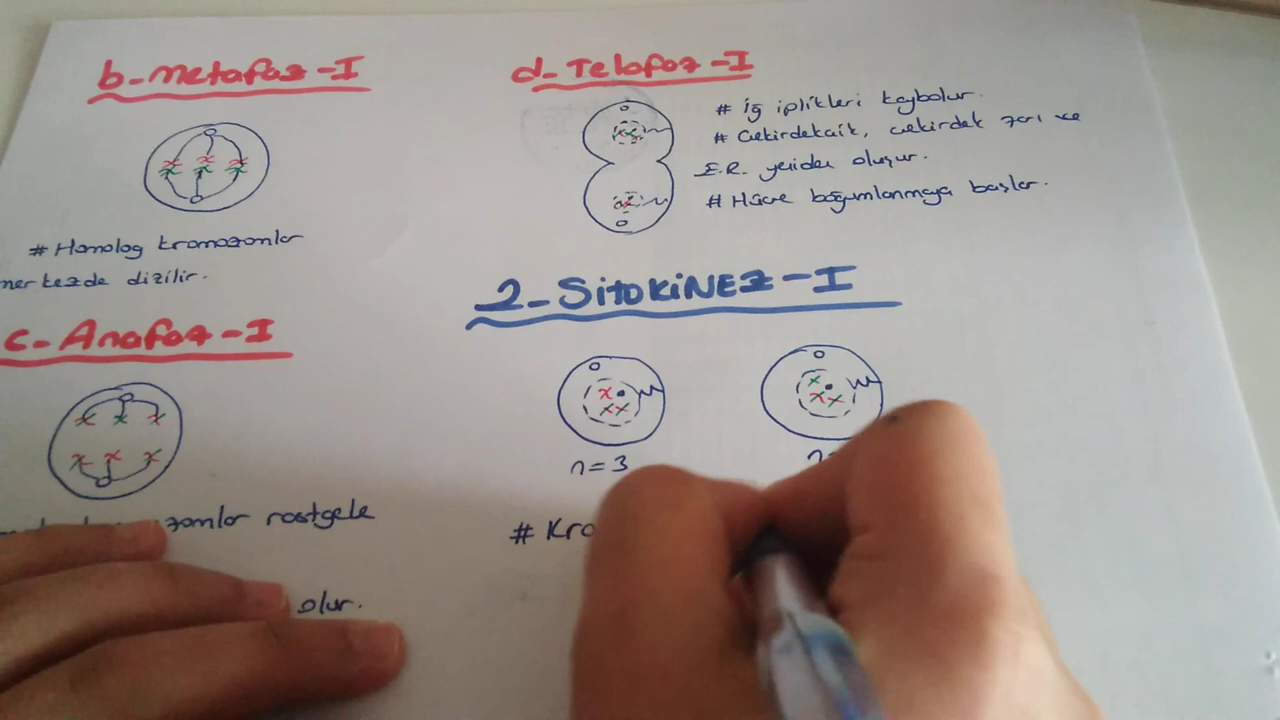 b-Metafaz-I
# Homolog kromozomlar
merkezde dizilir.
c-Anafaz-I
rastgele
olur.
d-Telofaz-I
# İğ iplikleri kaybolur.
# Çekirdekçik, çekirdek zarı ve
E.R. yeniden oluşur.
# Hücre boğumlanmaya başlar.
2-SitokiNEZ-I
n=3
# Kro